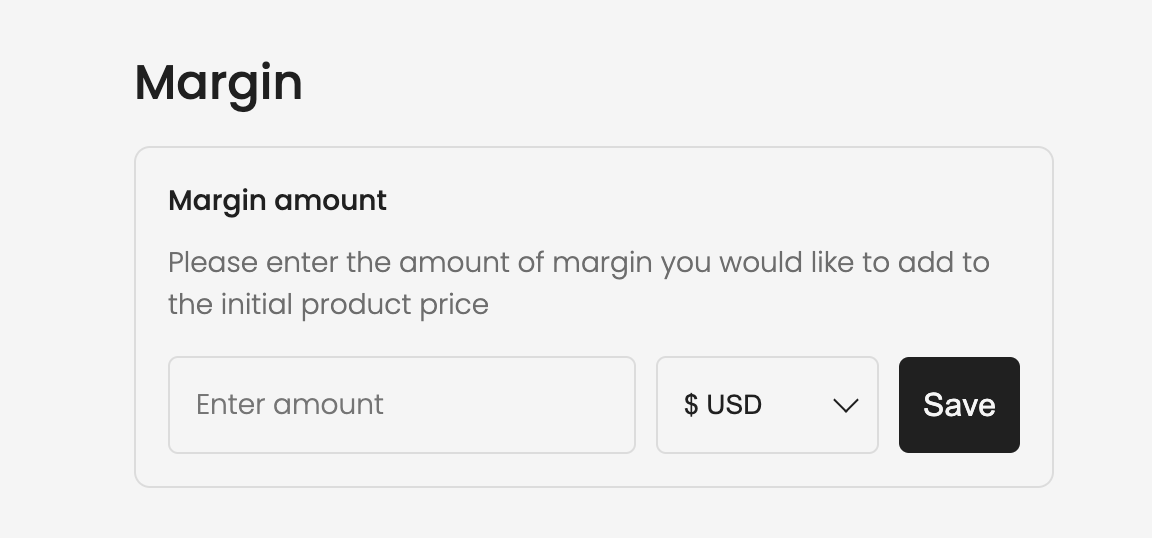 Margin
Margin amount
Please enter the amount of margin you would like to add to
the initial product price
Enter amount
$ USD
Save